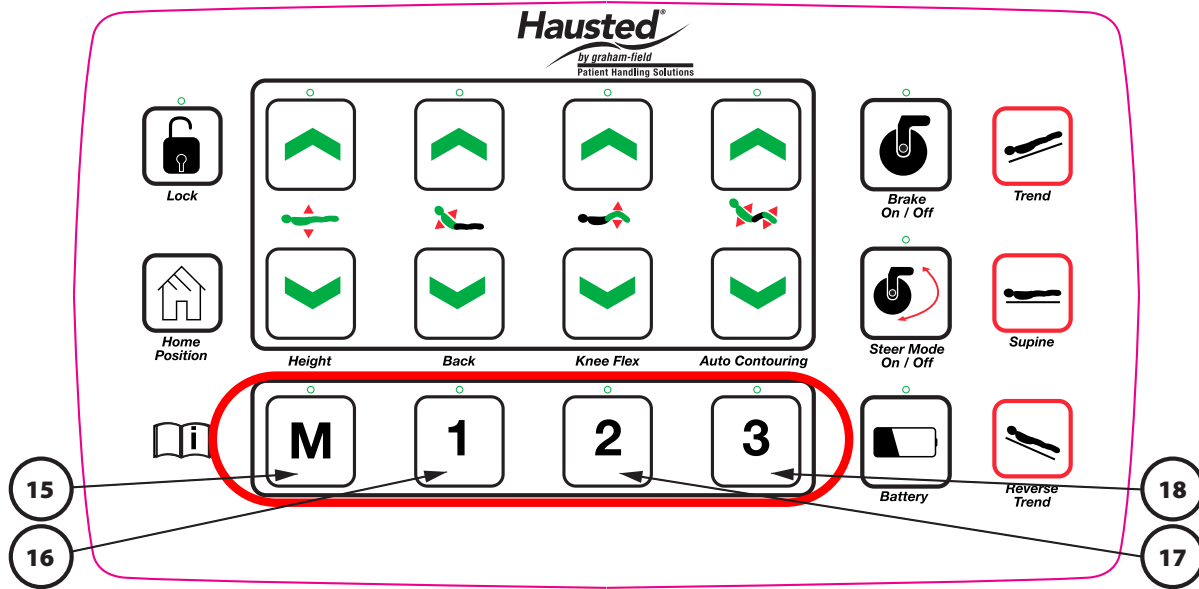 Hausted®
by graham-field
Patient Handling Solutions
Lock
Brake
On / Off
Trend
Home
Position
Height
Back
Knee Flex
Auto Contouring
Steer Mode
On / Off
Supine
i
M
1
2
3
Battery
Reverse
Trend
15
16
18
17